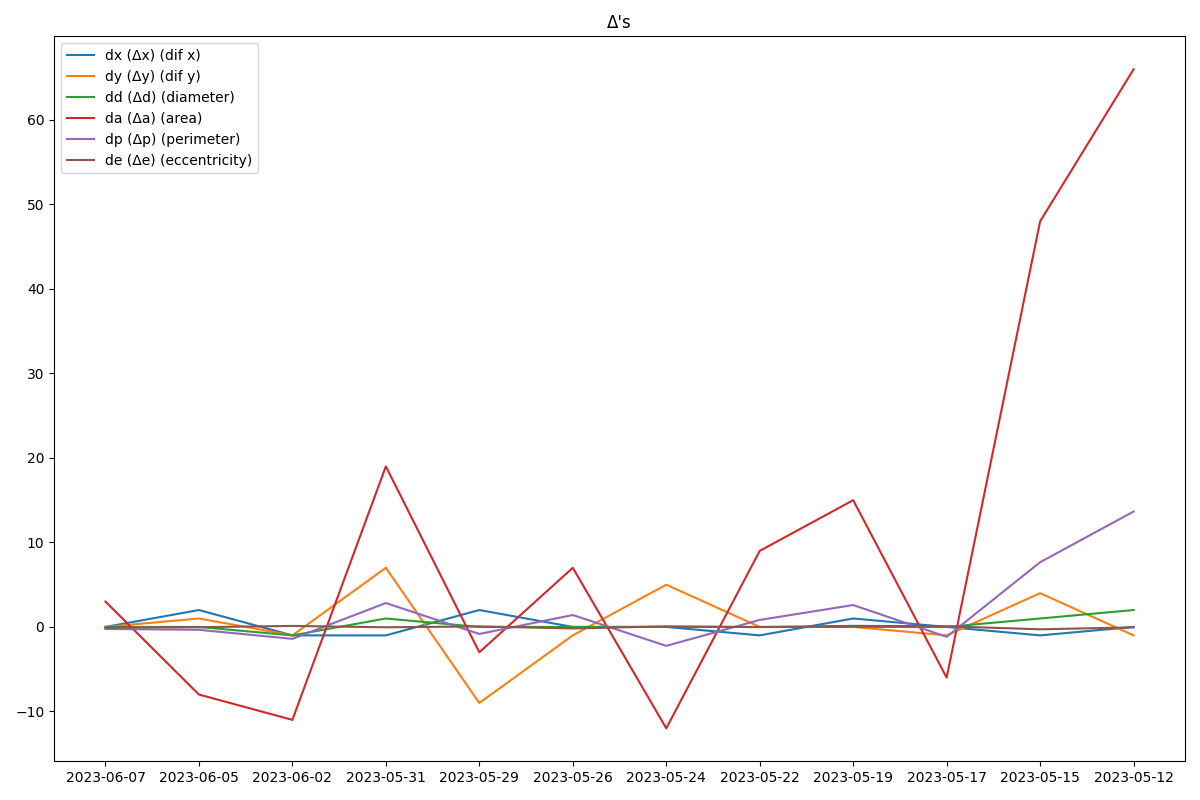 Δ's
dx (Δx) (dif x)
dy (Δy) (dif y)
dd (Δd) (diameter)
da (Δa) (area)
dp (Δp) (perimeter)
de (Δe) (eccentricity)
60
50
40
30
20
10
0
−10
2023-06-07 2023-06-05 2023-06-02 2023-05-31 2023-05-29 2023-05-26 2023-05-24 2023-05-22 2023-05-19 2023-05-17 2023-05-15 2023-05-12